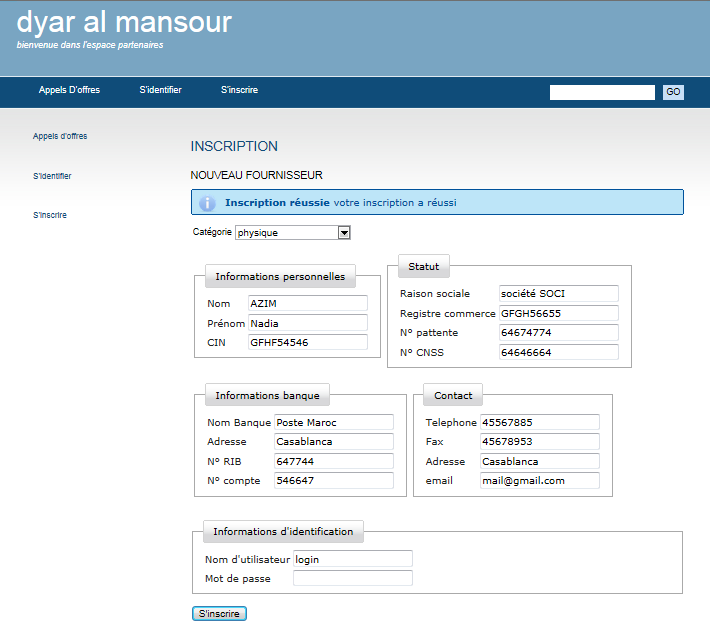 dyar al mansour
bienvenue dans l'espace partenaires
Appels D'offres S'identifier S'inscrire GO
Appels d'offres
S'identifier
S'inscrire
INSCRIPTION
NOUVEAU FOURNISSEUR
Inscription réussie votre inscription a réussi
Catégorie physique
Informations personnelles
Nom AZIM
Prénom Nadia
CIN GFHF54546
Statut
Raison sociale société SOCI
Registre commerce GFGH56655
N° pattente 64674774
N° CNSS 64646664
Informations banque
Nom Banque Poste Maroc
Adresse Casablanca
N° RIB 647744
N° compte 546647
Contact
Telephone 45567885
Fax 45678953
Adresse Casablanca
email mail@gmail.com
Informations d'identification
Nom d'utilisateur login
Mot de passe
S'inscrire